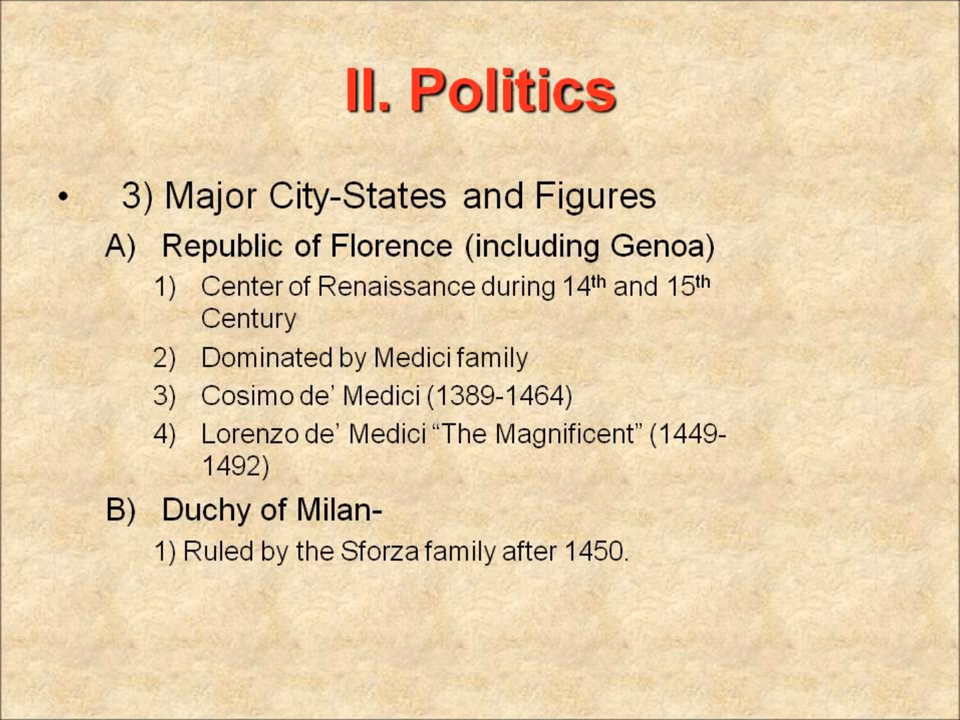 II. Politics
• 3) Major City-States and Figures
A) Republic of Florence (including Genoa)
1) Center of Renaissance during 14th and 15th
Century
2) Dominated by Medici family
3) Cosimo de’ Medici (1389-1464)
4) Lorenzo de’ Medici “The Magnificent” (1449-
1492)
B) Duchy of Milan-
1) Ruled by the Sforza family after 1450.